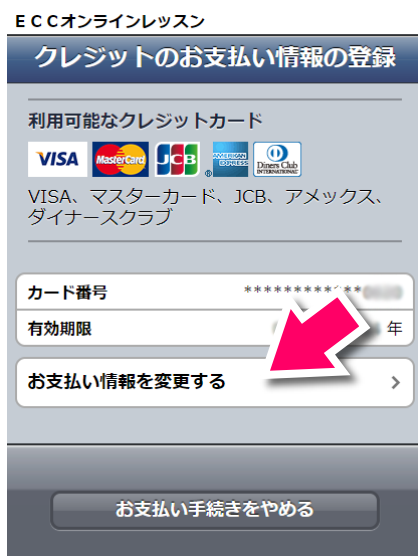 ECCオンラインレッスン
クレジットのお支払い情報の登録
利用可能なクレジットカード
VISA MasterCard JCB AMERICAN EXPRESS Diners Club INTERNATIONAL
VISA、マスターカード、JCB、アメックス、
ダイナースクラブ
カード番号 ************
有効期限 年
お支払い情報を変更する
お支払い手続きをやめる